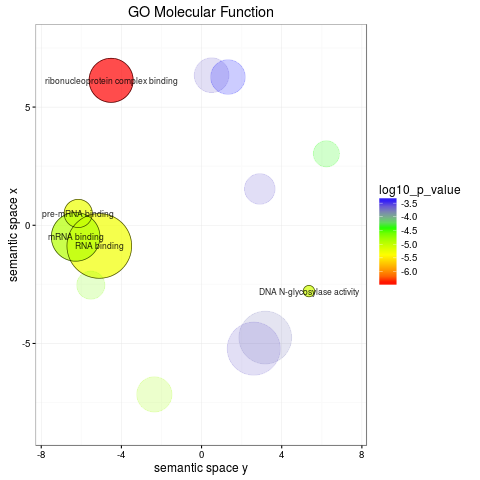 GO Molecular Function
ribonucleoprotein complex binding
pre-mRNA binding
mRNA binding
RNA binding
DNA N-glycosylase activity
5
0
-5
-8
-4
0
4
8
semantic space y
semantic space x
log10_p_value
-3.5
-4.0
-4.5
-5.0
-5.5
-6.0